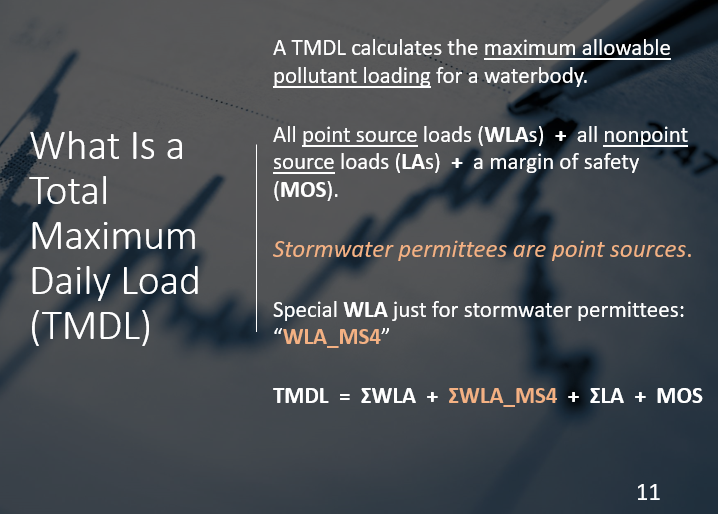 What Is a
Total
Maximum
Daily Load
(TMDL)
A TMDL calculates the maximum allowable
pollutant loading for a waterbody.
All point source loads (WLAs) + all nonpoint
source loads (LAs) + a margin of safety
(MOS).
Stormwater permittees are point sources.
Special WLA just for stormwater permittees:
“WLA_MS4”
TMDL = ΣWLA + ΣWLA_MS4 + ΣLA + MOS
11